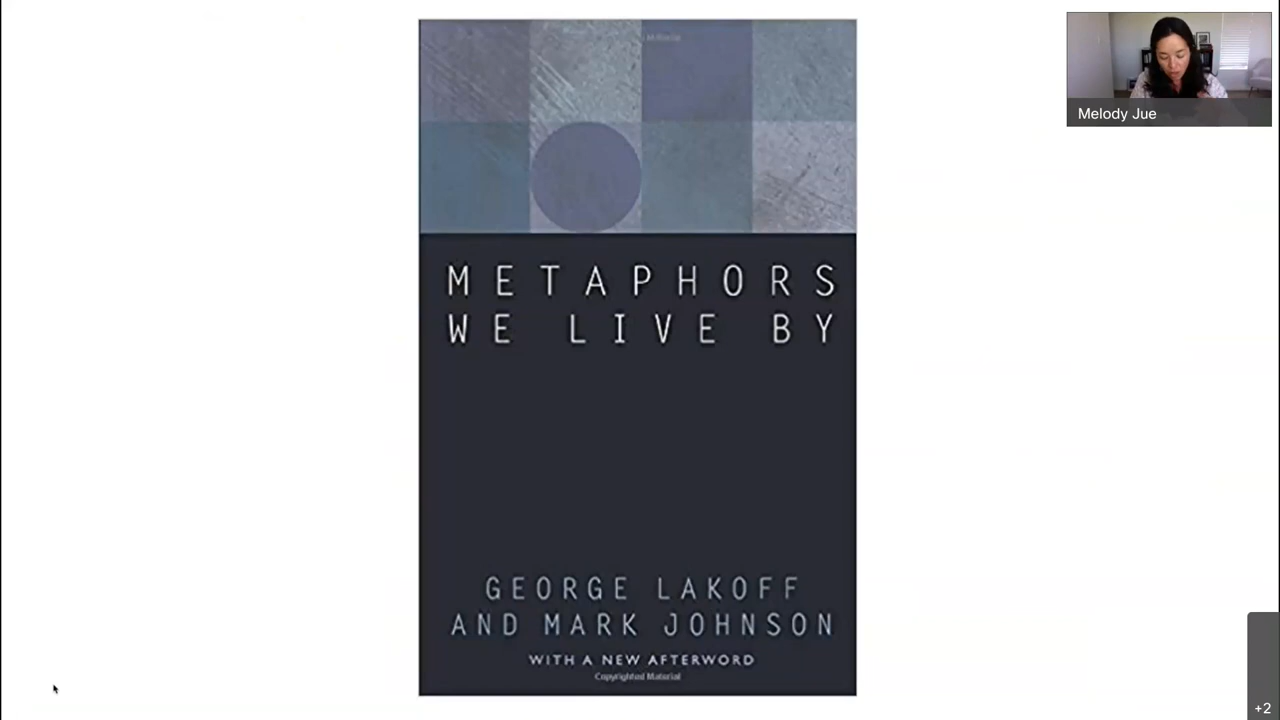 Melody Jue
METAPHORS
WE LIVE BY
GEORGE LAKOFF
AND MARK JOHNSON
WITH A NEW AFTERWORD
Copyrighted Material
+2